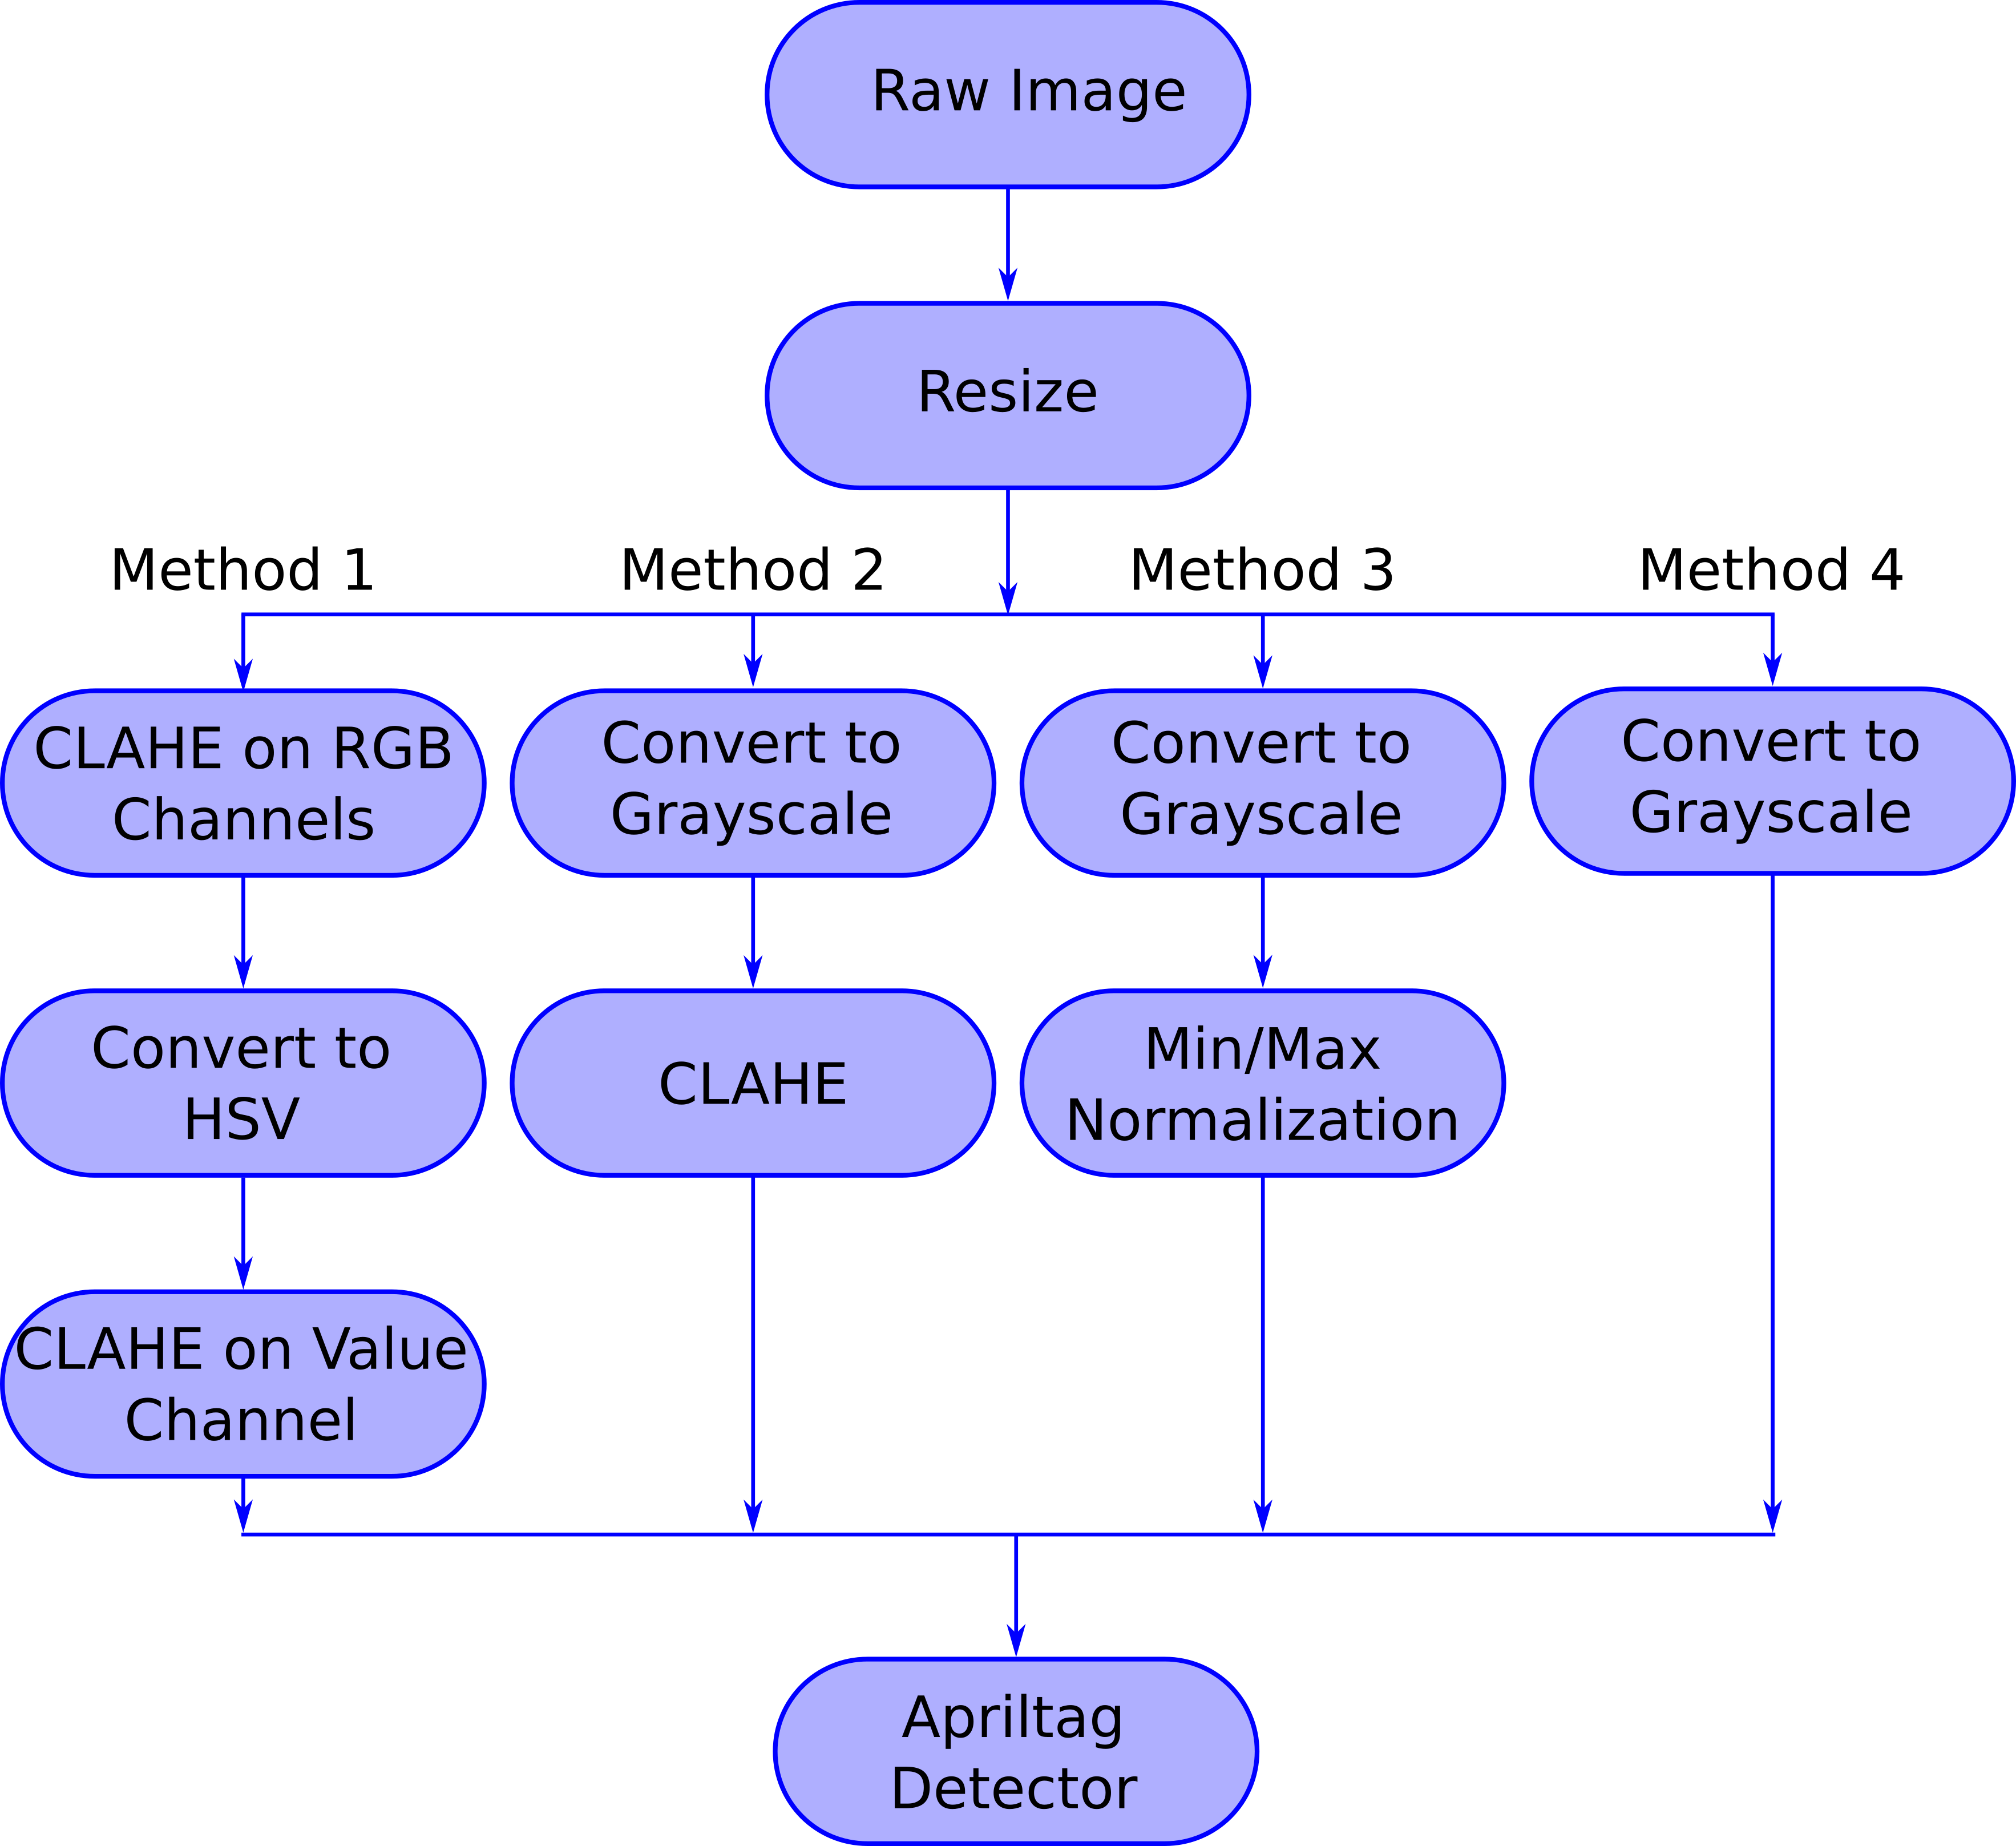 Raw Image
Resize
Method 1
Method 2
Method 3
Method 4
CLAHE on RGB
Channels
Convert to
Grayscale
Convert to
Grayscale
Convert to
Grayscale
Convert to
HSV
CLAHE
Min/Max
Normalization
CLAHE on Value
Channel
Apriltag
Detector